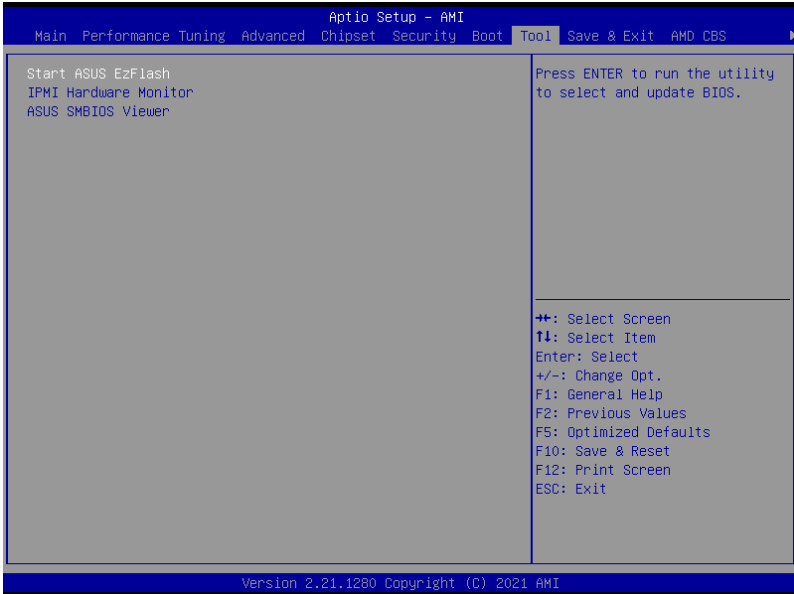 Aptio Setup - AMI
Main Performance Tuning Advanced Chipset Security Boot Tool Save & Exit AMD CBS
Start ASUS EzFlash
IPMI Hardware Monitor
ASUS SMBIOS Viewer
Press ENTER to run the utility
to select and update BIOS.
→←: Select Screen
↑↓: Select Item
Enter: Select
+/-: Change Opt.
F1: General Help
F2: Previous Values
F5: Optimized Defaults
F10: Save & Reset
F12: Print Screen
ESC: Exit
Version 2.21.1280 Copyright (C) 2021 AMI